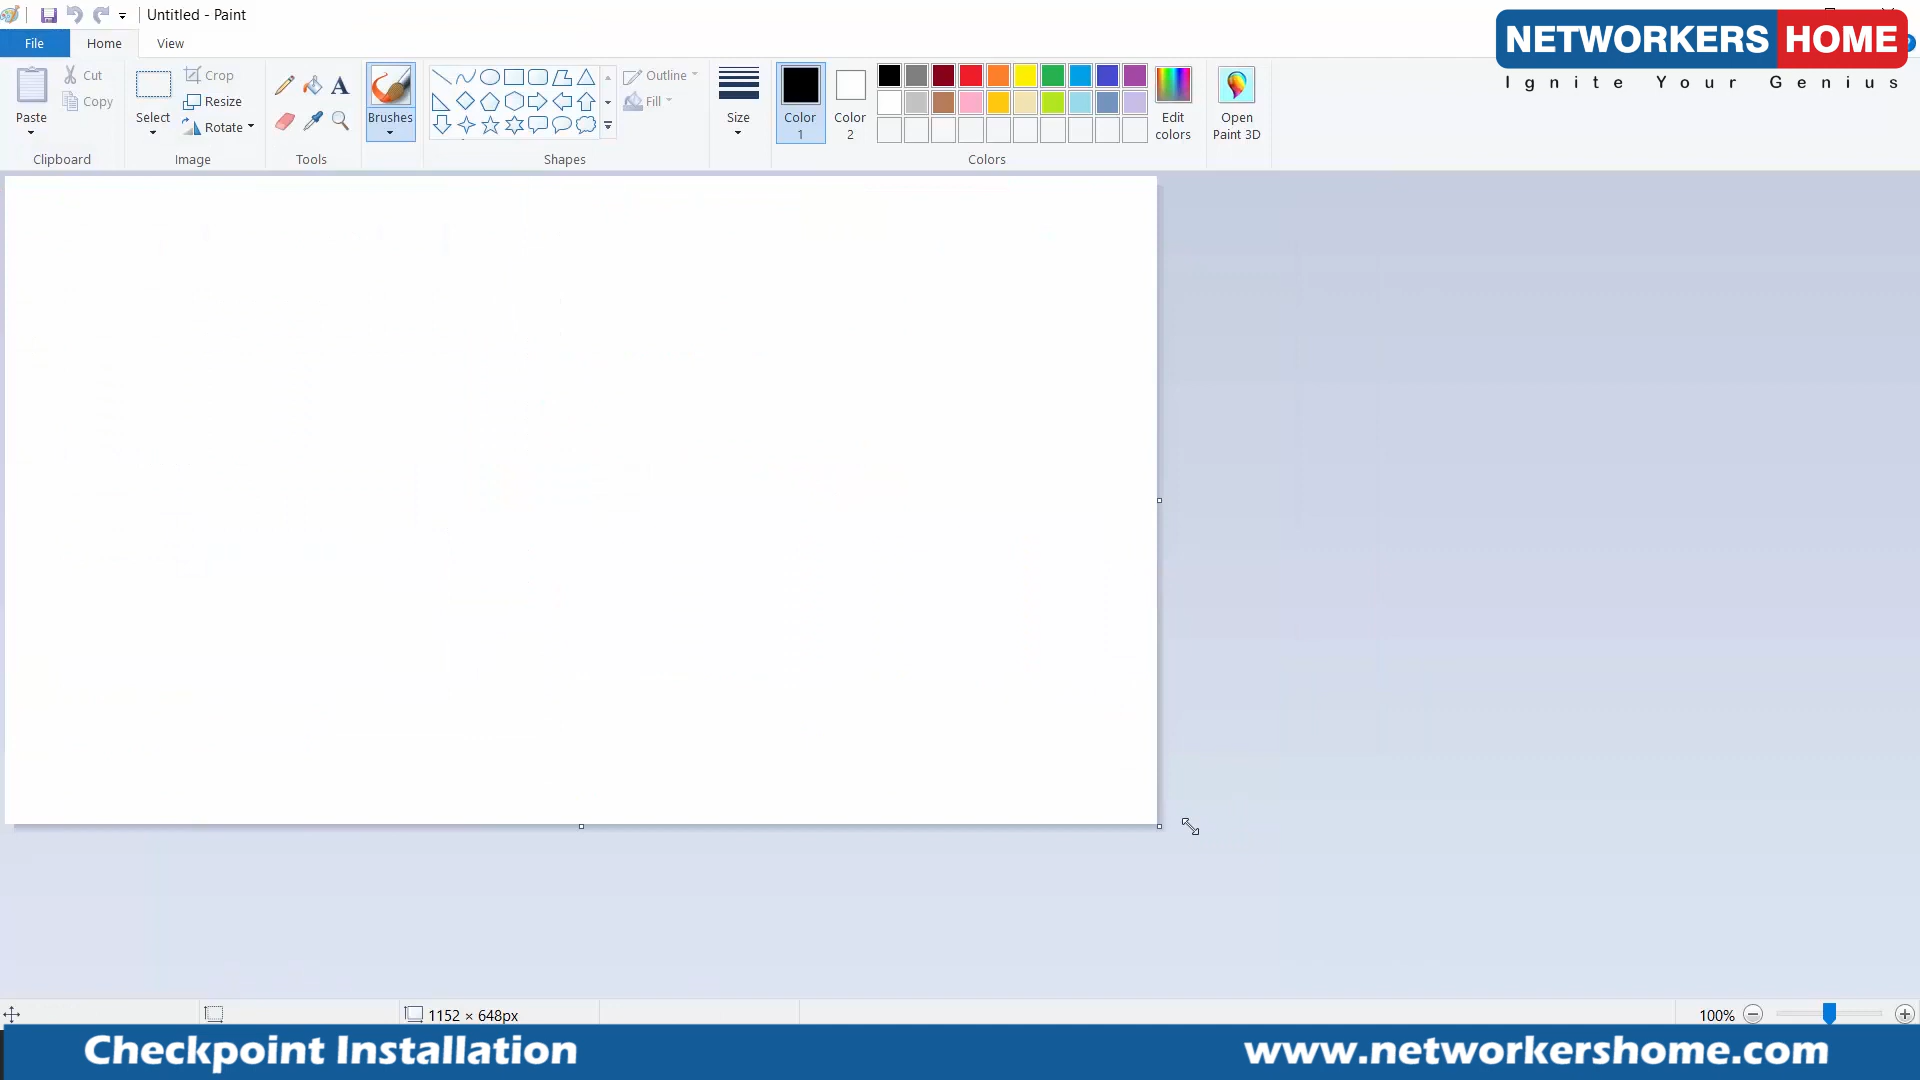 Untitled - Paint
File Home View
Paste
Cut
Copy
Clipboard
Select
Crop
Resize
Rotate
Image
A
Tools
Brushes
Shapes
Outline
Fill
Size
Color 1
Color 2
Colors
Edit colors
Open Paint 3D
NETWORKERS HOME
Ignite Your Genius
1152 × 648px
100%
Checkpoint Installation
www.networkershome.com